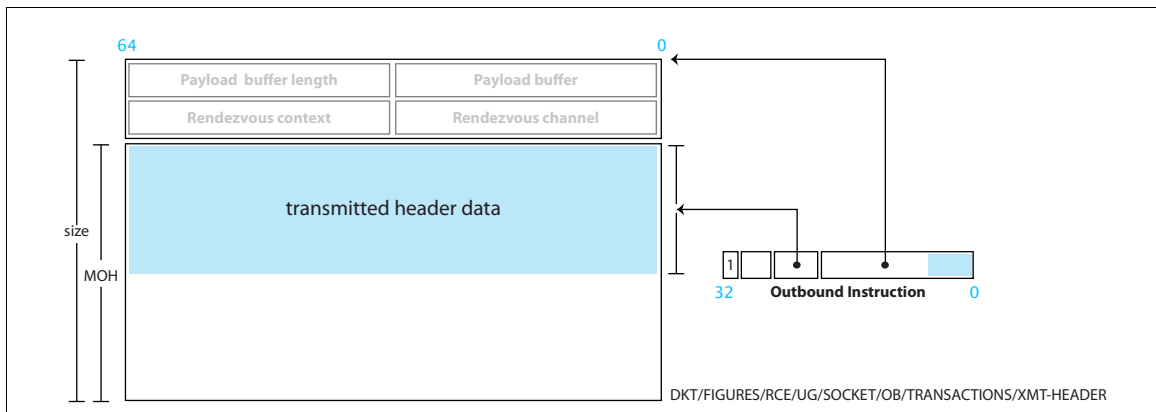 64 0
Payload buffer length Payload buffer
Rendezvous context Rendezvous channel
transmitted header data
size
MOH
1
32 Outbound Instruction 0
DKT/FIGURES/RCE/UG/SOCKET/OB/TRANSACTIONS/XMT-HEADER